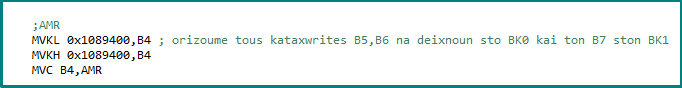 ;AMR
MVKL 0x1089400,B4 ; orizoume tous kataxwrites B5,B6 na deixnoun sto BK0 kai ton B7 ston BK1
MVKH 0x1089400,B4
MVC B4,AMR